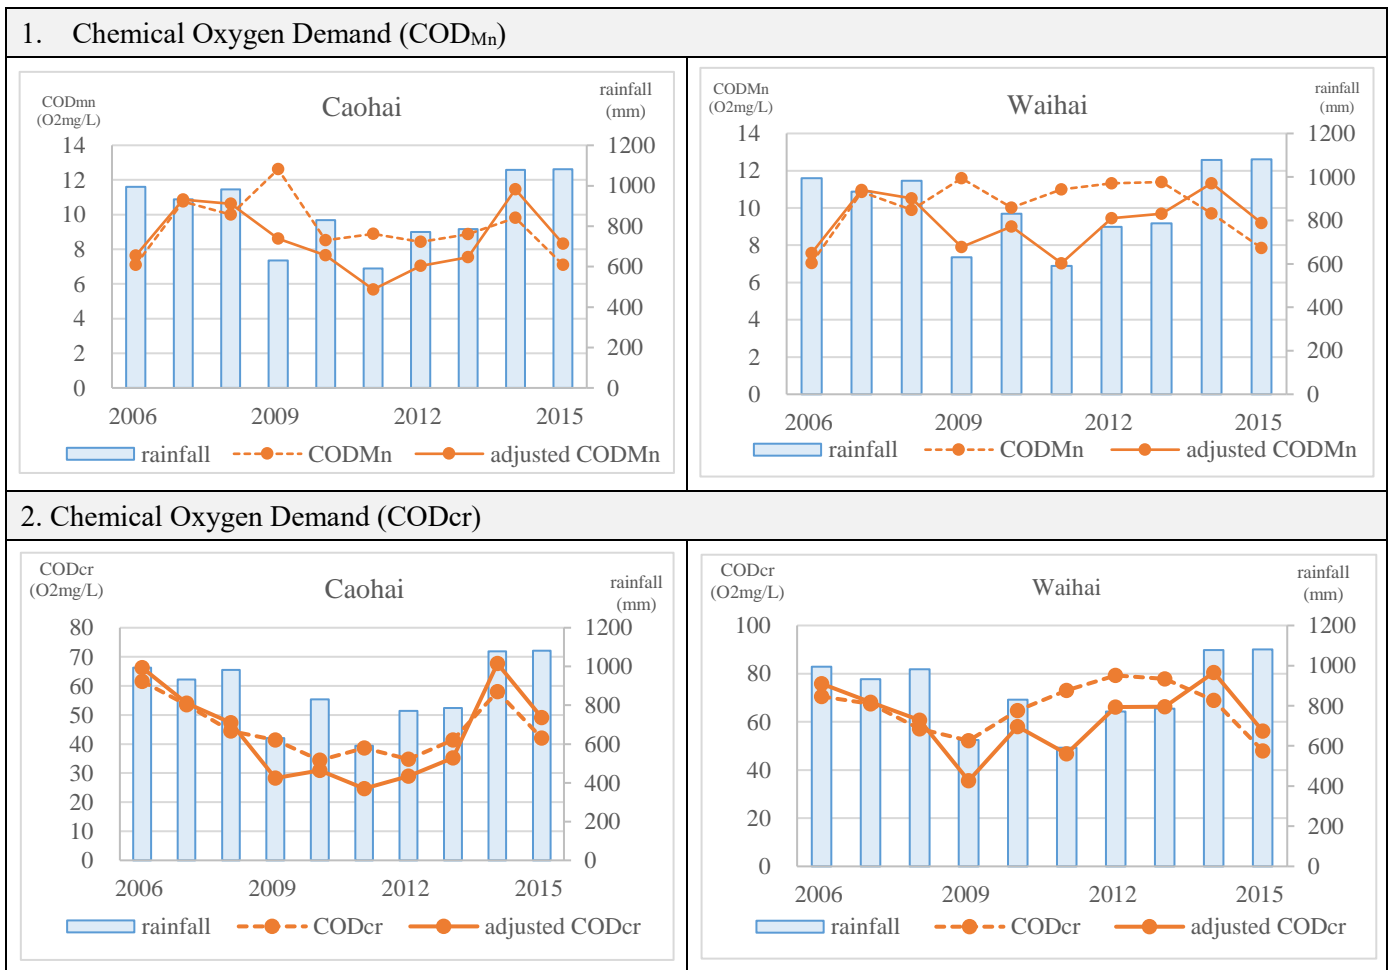 1. Chemical Oxygen Demand (CODMn)
CODmn
(O2mg/L)
Caohai
rainfall
(mm)
14
12
10
8
6
4
2
0
1200
1000
800
600
400
200
0
2006 2009 2012 2015
rainfall CODMn adjusted CODMn
CODMn
(O2mg/L)
Waihai
rainfall
(mm)
14
12
10
8
6
4
2
0
1200
1000
800
600
400
200
0
2006 2009 2012 2015
rainfall CODMn adjusted CODMn
2. Chemical Oxygen Demand (CODcr)
CODcr
(O2mg/L)
Caohai
rainfall
(mm)
80
70
60
50
40
30
20
10
0
1200
1000
800
600
400
200
0
2006 2009 2012 2015
rainfall CODcr adjusted CODcr
CODcr
(O2mg/L)
Waihai
rainfall
(mm)
100
80
60
40
20
0
1200
1000
800
600
400
200
0
2006 2009 2012 2015
rainfall CODcr adjusted CODcr